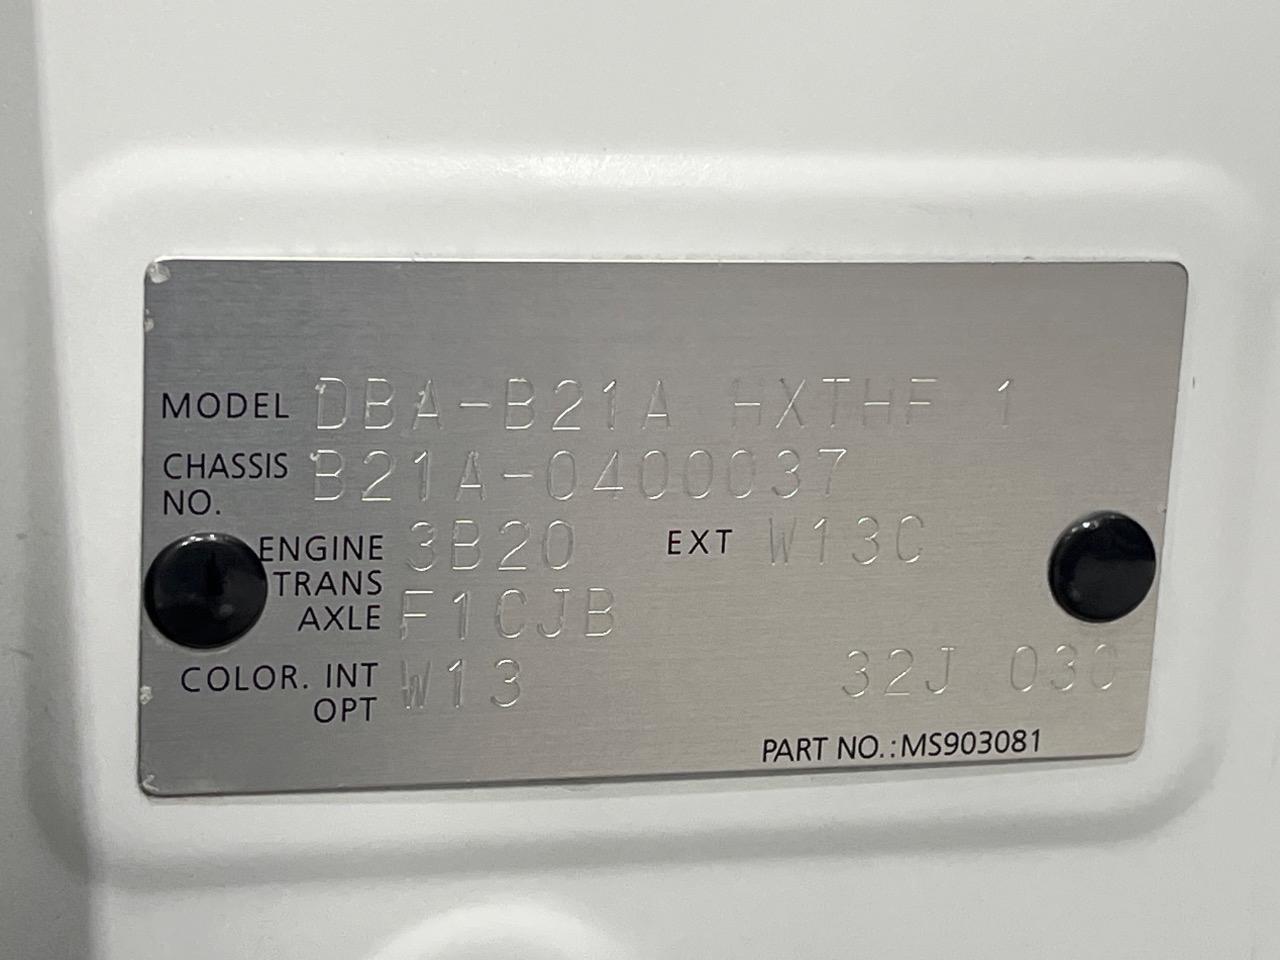 MODEL DBA-B21A HXTHF 1
CHASSIS NO. B21A-0400037
ENGINE 3B20 EXT W13C
TRANS AXLE F1CJB
COLOR. INT OPT W13 32J 03C
PART NO.:MS903081